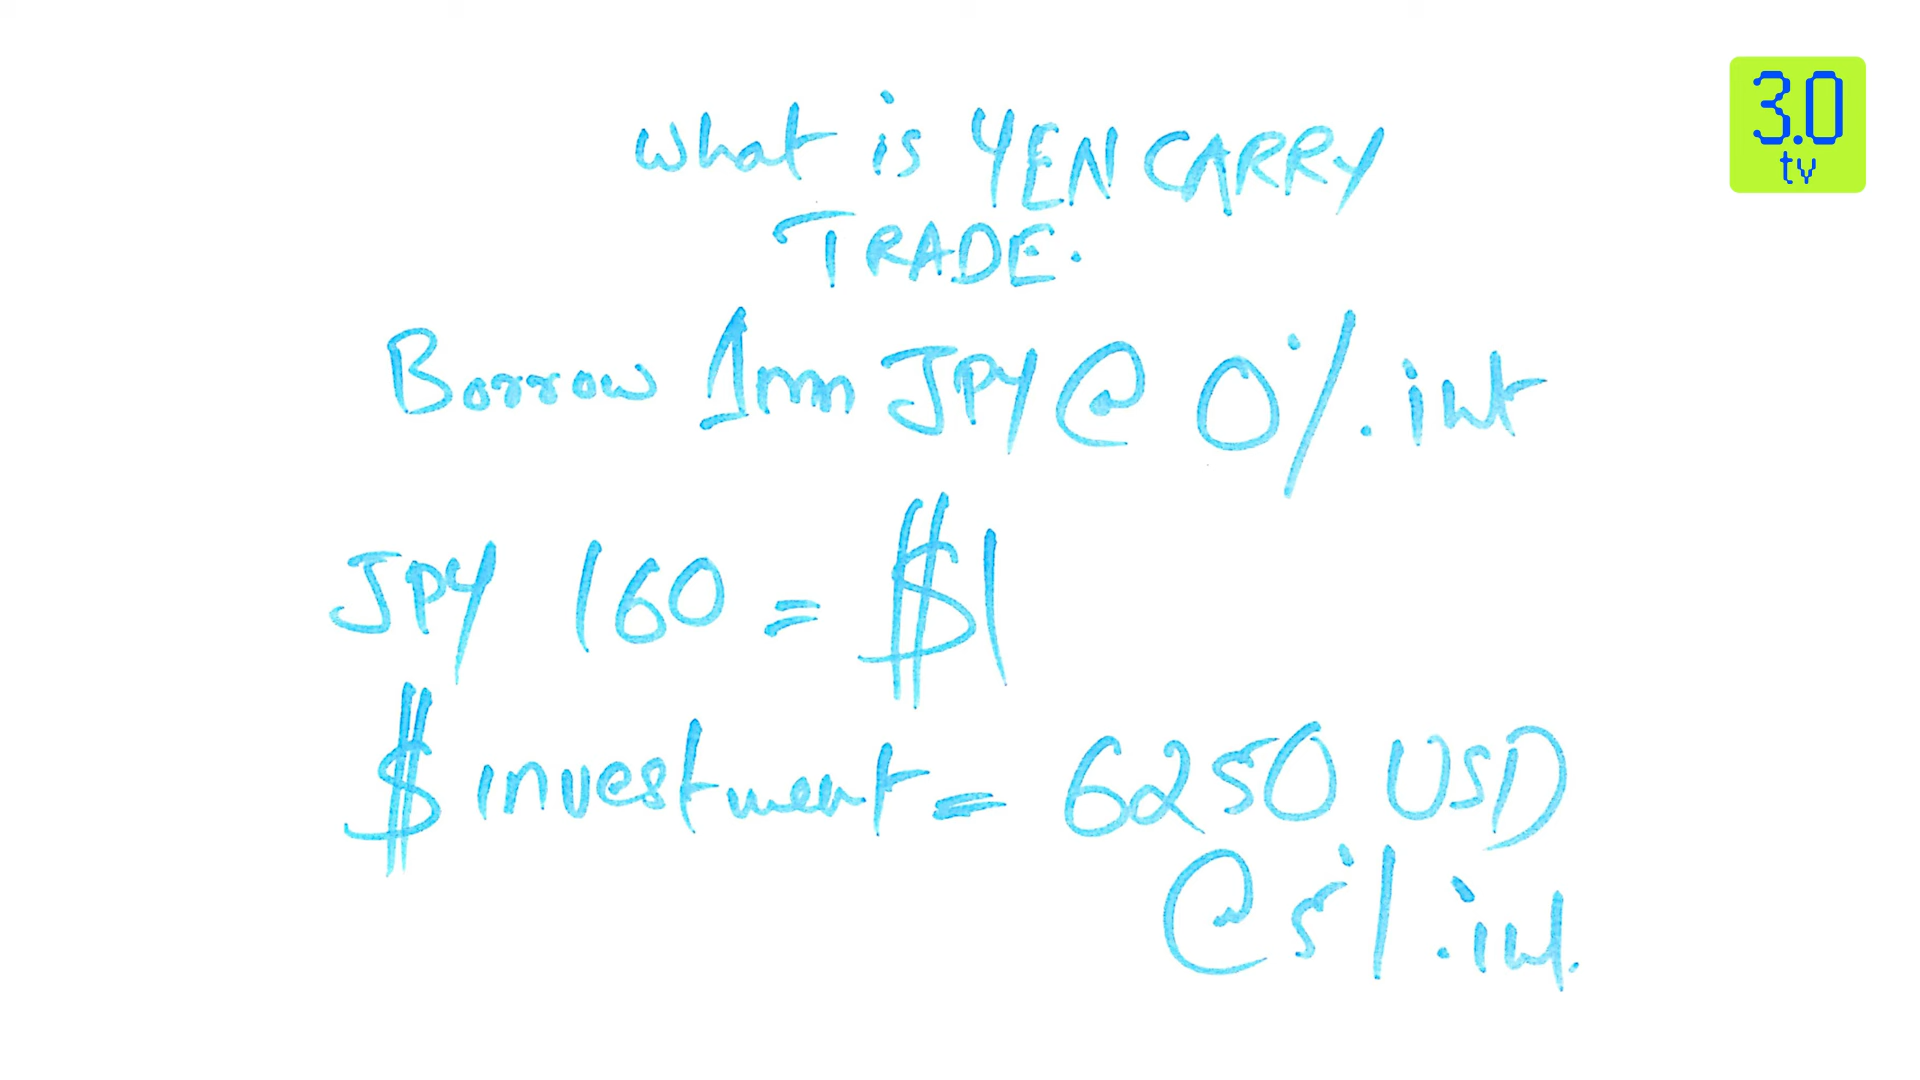 What is YEN CARRY
TRADE.
Borrow 1mn JPY @ 0%. int
JPY 160 = $1
$ investment = 6250 USD
@ 5%. int.
3.0
tv